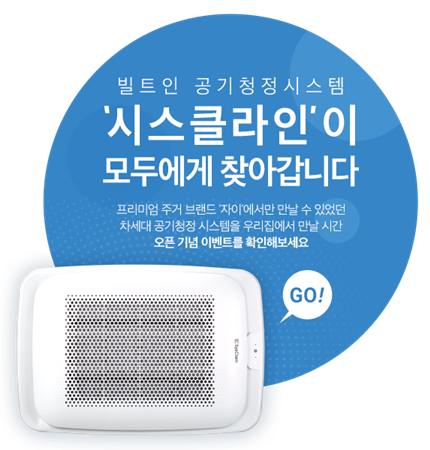 빌트인 공기청정시스템
‘시스클라인’이
모두에게 찾아갑니다
프리미엄 주거 브랜드 ‘자이’에서만 만날 수 있었던
차세대 공기청정 시스템을 우리집에서 만날 시간
오픈 기념 이벤트를 확인해보세요
GO!
SysClein